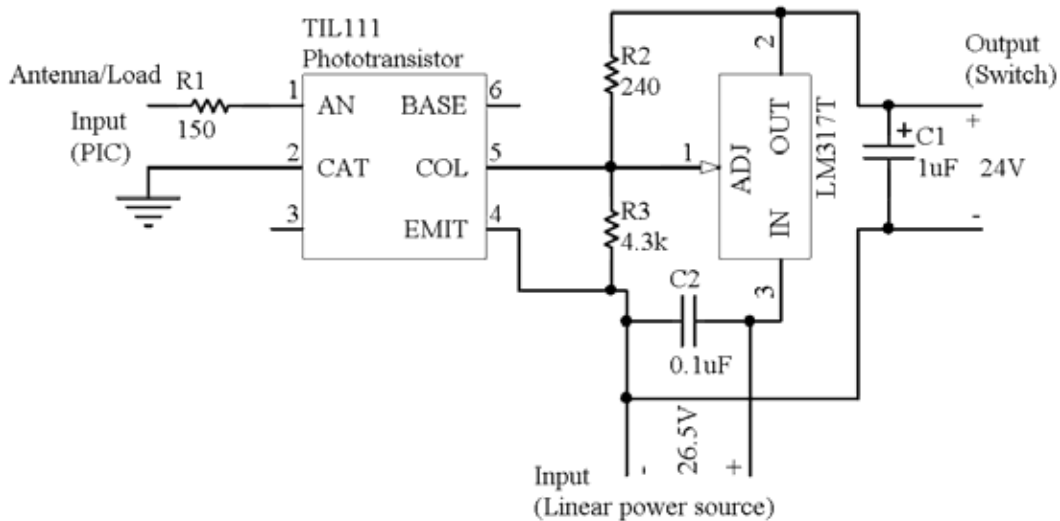 TIL111
Phototransistor
Antenna/Load
R1
150
Input
(PIC)
1
AN
BASE
6
2
CAT
COL
5
3
EMIT
4
R2
240
R3
4.3k
1
ADJ
OUT
IN
2
3
LM317T
C2
0.1uF
+
C1
1uF
Output
(Switch)
+
24V
-
-
26.5V
+
Input
(Linear power source)